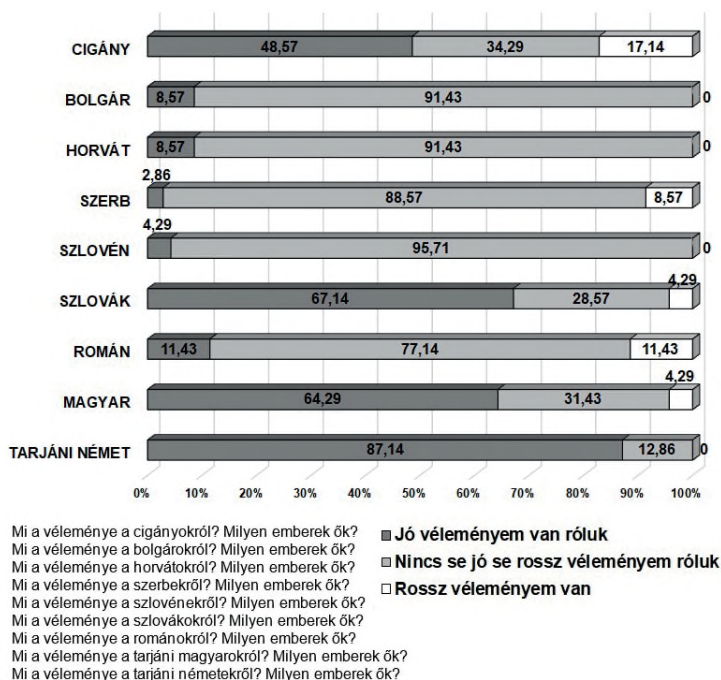 CIGÁNY 48,57 34,29 17,14
BOLGÁR 8,57 91,43 0
HORVÁT 8,57 91,43 0
2,86
SZERB 88,57 8,57
4,29
SZLOVÉN 95,71 0
4,29
SZLOVÁK 67,14 28,57
ROMÁN 11,43 77,14 11,43
4,29
MAGYAR 64,29 31,43
TARJÁNI NÉMET 87,14 12,86 0
0% 10% 20% 30% 40% 50% 60% 70% 80% 90% 100%
Mi a véleménye a cigányokról? Milyen emberek ők?
Mi a véleménye a bolgárokról? Milyen emberek ők?
Mi a véleménye a horvátokról? Milyen emberek ők?
Mi a véleménye a szerbekről? Milyen emberek ők?
Mi a véleménye a szlovénekről? Milyen emberek ők?
Mi a véleménye a szlovákokról? Milyen emberek ők?
Mi a véleménye a románokról? Milyen emberek ők?
Mi a véleménye a tarjáni magyarokról? Milyen emberek ők?
Mi a véleménye a tarjáni németekről? Milyen emberek ők?
Jó véleményem van róluk
Nincs se jó se rossz véleményem róluk
Rossz véleményem van